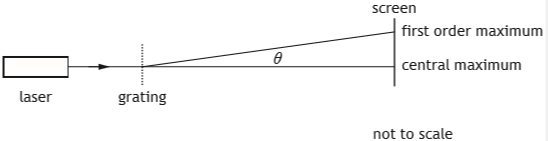 screen
first order maximum
θ
central maximum
laser
grating
not to scale